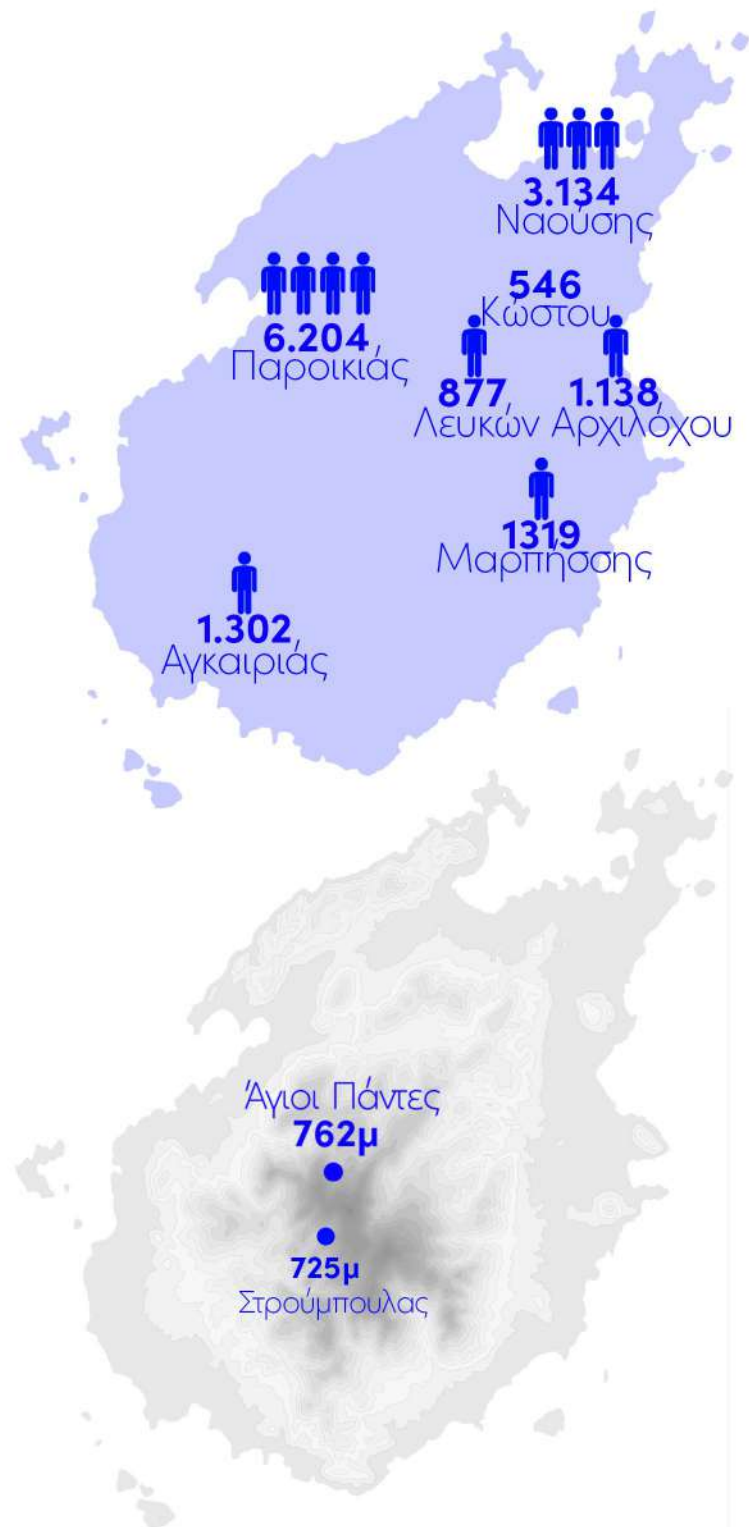 3.134
Ναούσης
546
Κώστου
6.204
Παροικιάς
877
Λευκών
1.138
Αρχιλόχου
1319
Μαρπήσσης
1.302
Αγκαιριάς
Άγιοι Πάντες
762μ
725μ
Στρούμπουλας